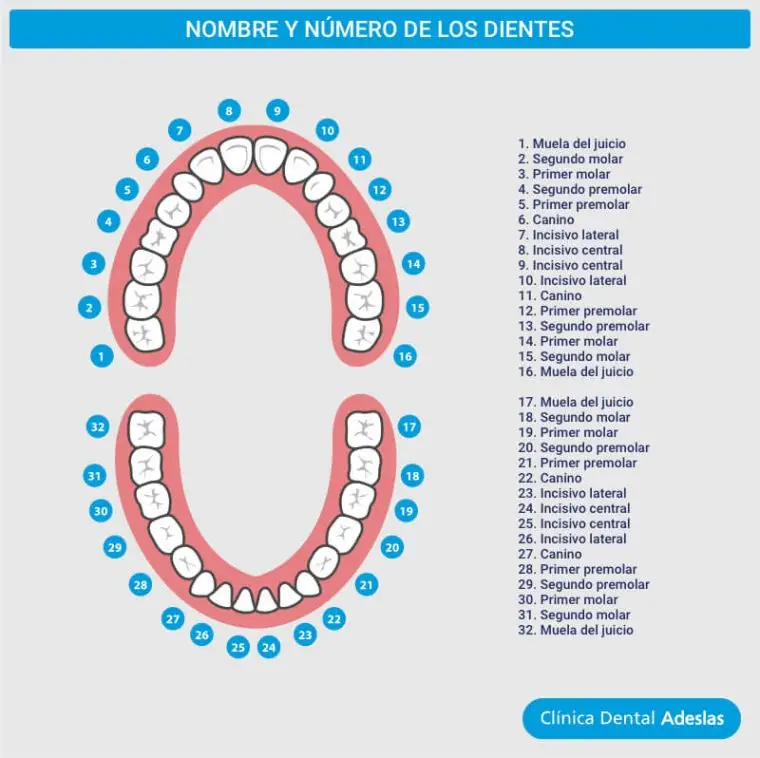 NOMBRE Y NÚMERO DE LOS DIENTES
8 9
7 10
6 11
5 12
4 13
3 14
2 15
1 16
32 17
31 18
30 19
29 20
28 21
27 22
26 23
25 24
1. Muela del juicio
2. Segundo molar
3. Primer molar
4. Segundo premolar
5. Primer premolar
6. Canino
7. Incisivo lateral
8. Incisivo central
9. Incisivo central
10. Incisivo lateral
11. Canino
12. Primer premolar
13. Segundo premolar
14. Primer molar
15. Segundo molar
16. Muela del juicio
17. Muela del juicio
18. Segundo molar
19. Primer molar
20. Segundo premolar
21. Primer premolar
22. Canino
23. Incisivo lateral
24. Incisivo central
25. Incisivo central
26. Incisivo lateral
27. Canino
28. Primer premolar
29. Segundo premolar
30. Primer molar
31. Segundo molar
32. Muela del juicio
Clínica Dental Adeslas